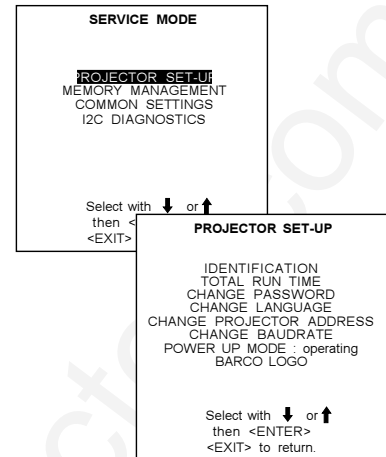 SERVICE MODE
PROJECTOR SET-UP
MEMORY MANAGEMENT
COMMON SETTINGS
I2C DIAGNOSTICS
Select with ⬇ or ⬆
then <
<EXIT>
PROJECTOR SET-UP
IDENTIFICATION
TOTAL RUN TIME
CHANGE PASSWORD
CHANGE LANGUAGE
CHANGE PROJECTOR ADDRESS
CHANGE BAUDRATE
POWER UP MODE : operating
BARCO LOGO
Select with ⬇ or ⬆
then <ENTER>
<EXIT> to return.